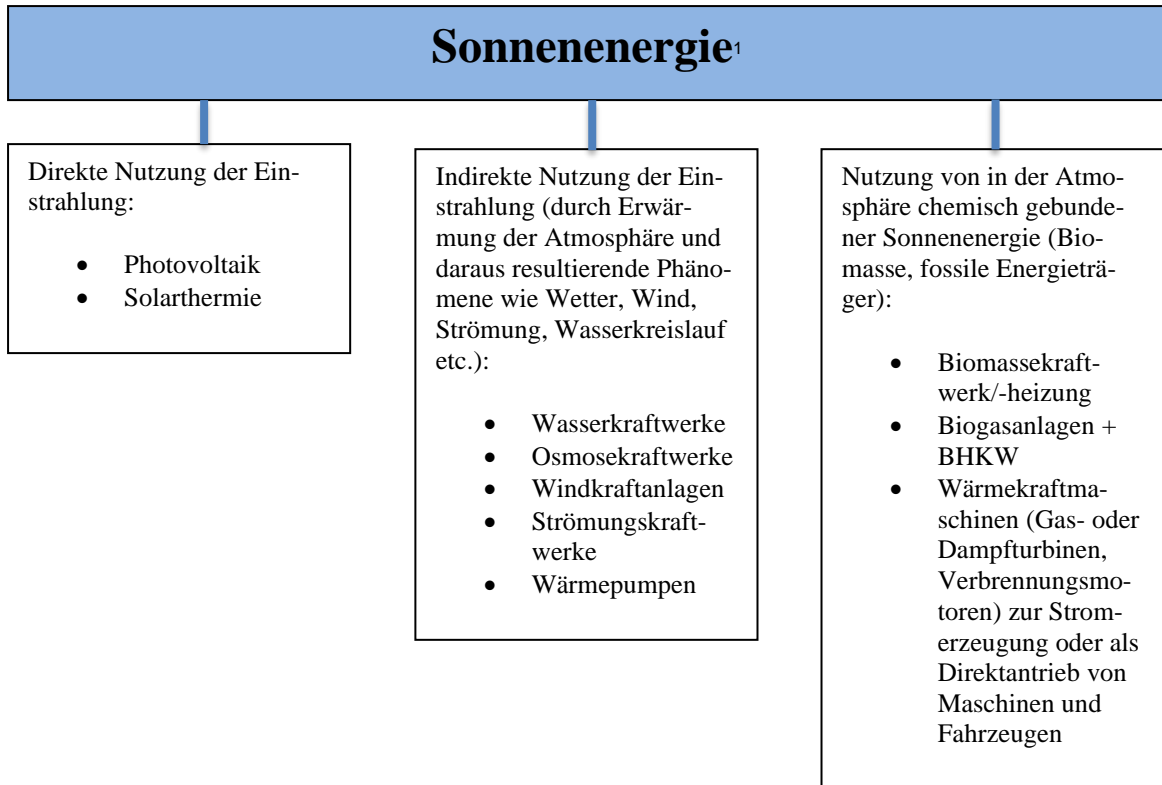 Sonnenenergie¹
Direkte Nutzung der Ein-
strahlung:
• Photovoltaik
• Solarthermie
Indirekte Nutzung der Ein-
strahlung (durch Erwär-
mung der Atmosphäre und
daraus resultierende Phäno-
mene wie Wetter, Wind,
Strömung, Wasserkreislauf
etc.):
• Wasserkraftwerke
• Osmosekraftwerke
• Windkraftanlagen
• Strömungskraft-
werke
• Wärmepumpen
Nutzung von in der Atmo-
sphäre chemisch gebunde-
ner Sonnenenergie (Bio-
masse, fossile Energieträ-
ger):
• Biomassekraft-
werk/-heizung
• Biogasanlagen +
BHKW
• Wärmekraftma-
schinen (Gas- oder
Dampfturbinen,
Verbrennungsmo-
toren) zur Strom-
erzeugung oder als
Direktantrieb von
Maschinen und
Fahrzeugen